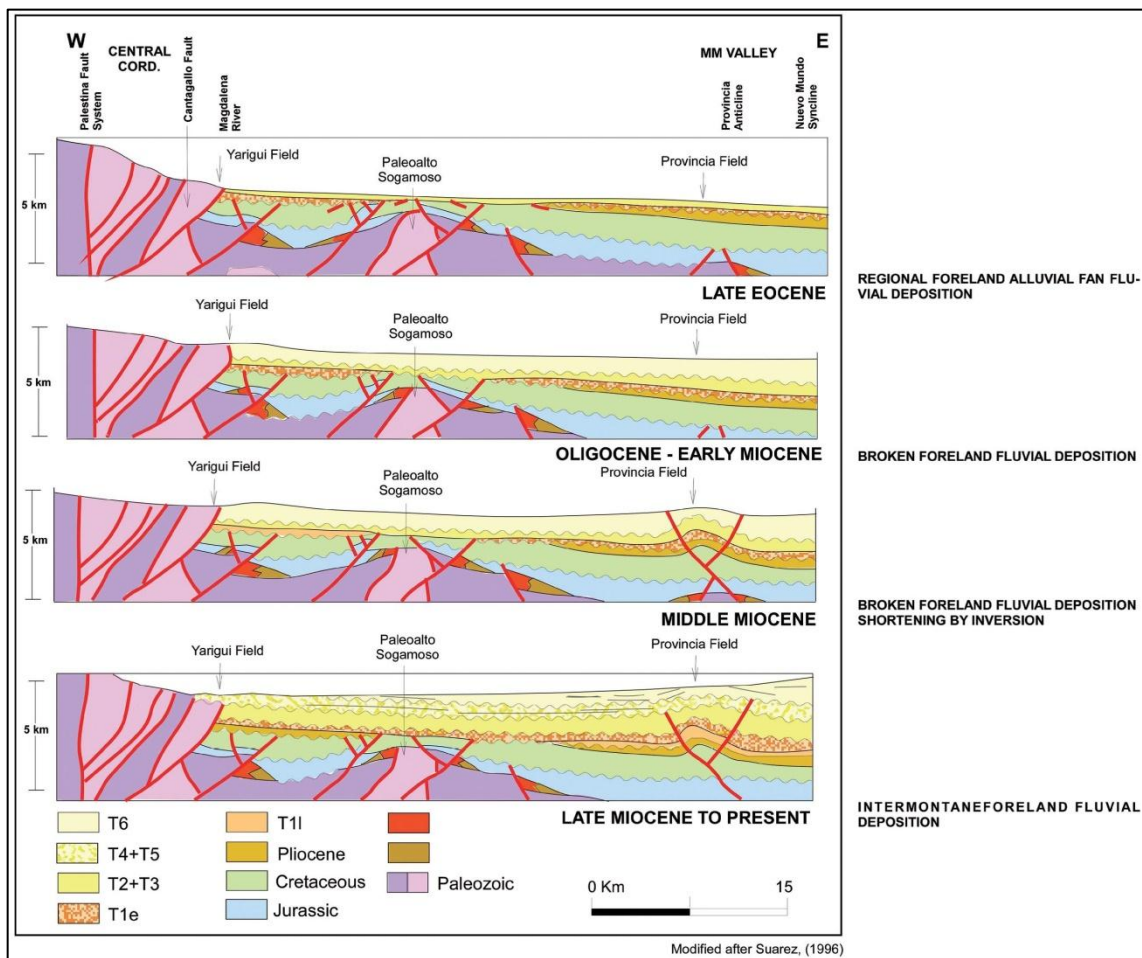 W
E
Palestina Fault
System
CENTRAL
CORD.
Cantagallo Fault
Magdalena
River
MM VALLEY
Provincia
Anticline
Nuevo Mundo
Syncline
Yarigui Field
Paleoalto
Sogamoso
Provincia Field
5 km
LATE EOCENE
REGIONAL FORELAND ALLUVIAL FAN FLU-
VIAL DEPOSITION
Yarigui Field
Paleoalto
Sogamoso
Provincia Field
5 km
OLIGOCENE - EARLY MIOCENE
BROKEN FORELAND FLUVIAL DEPOSITION
Yarigui Field
Paleoalto
Sogamoso
Provincia Field
5 km
MIDDLE MIOCENE
BROKEN FORELAND FLUVIAL DEPOSITION
SHORTENING BY INVERSION
Yarigui Field
Paleoalto
Sogamoso
Provincia Field
5 km
LATE MIOCENE TO PRESENT
INTERMONTANEFORELAND FLUVIAL
DEPOSITION
T6
T4+T5
T2+T3
T1e
T1l
Pliocene
Cretaceous
Jurassic
Paleozoic
0 Km
15
Modified after Suarez, (1996)